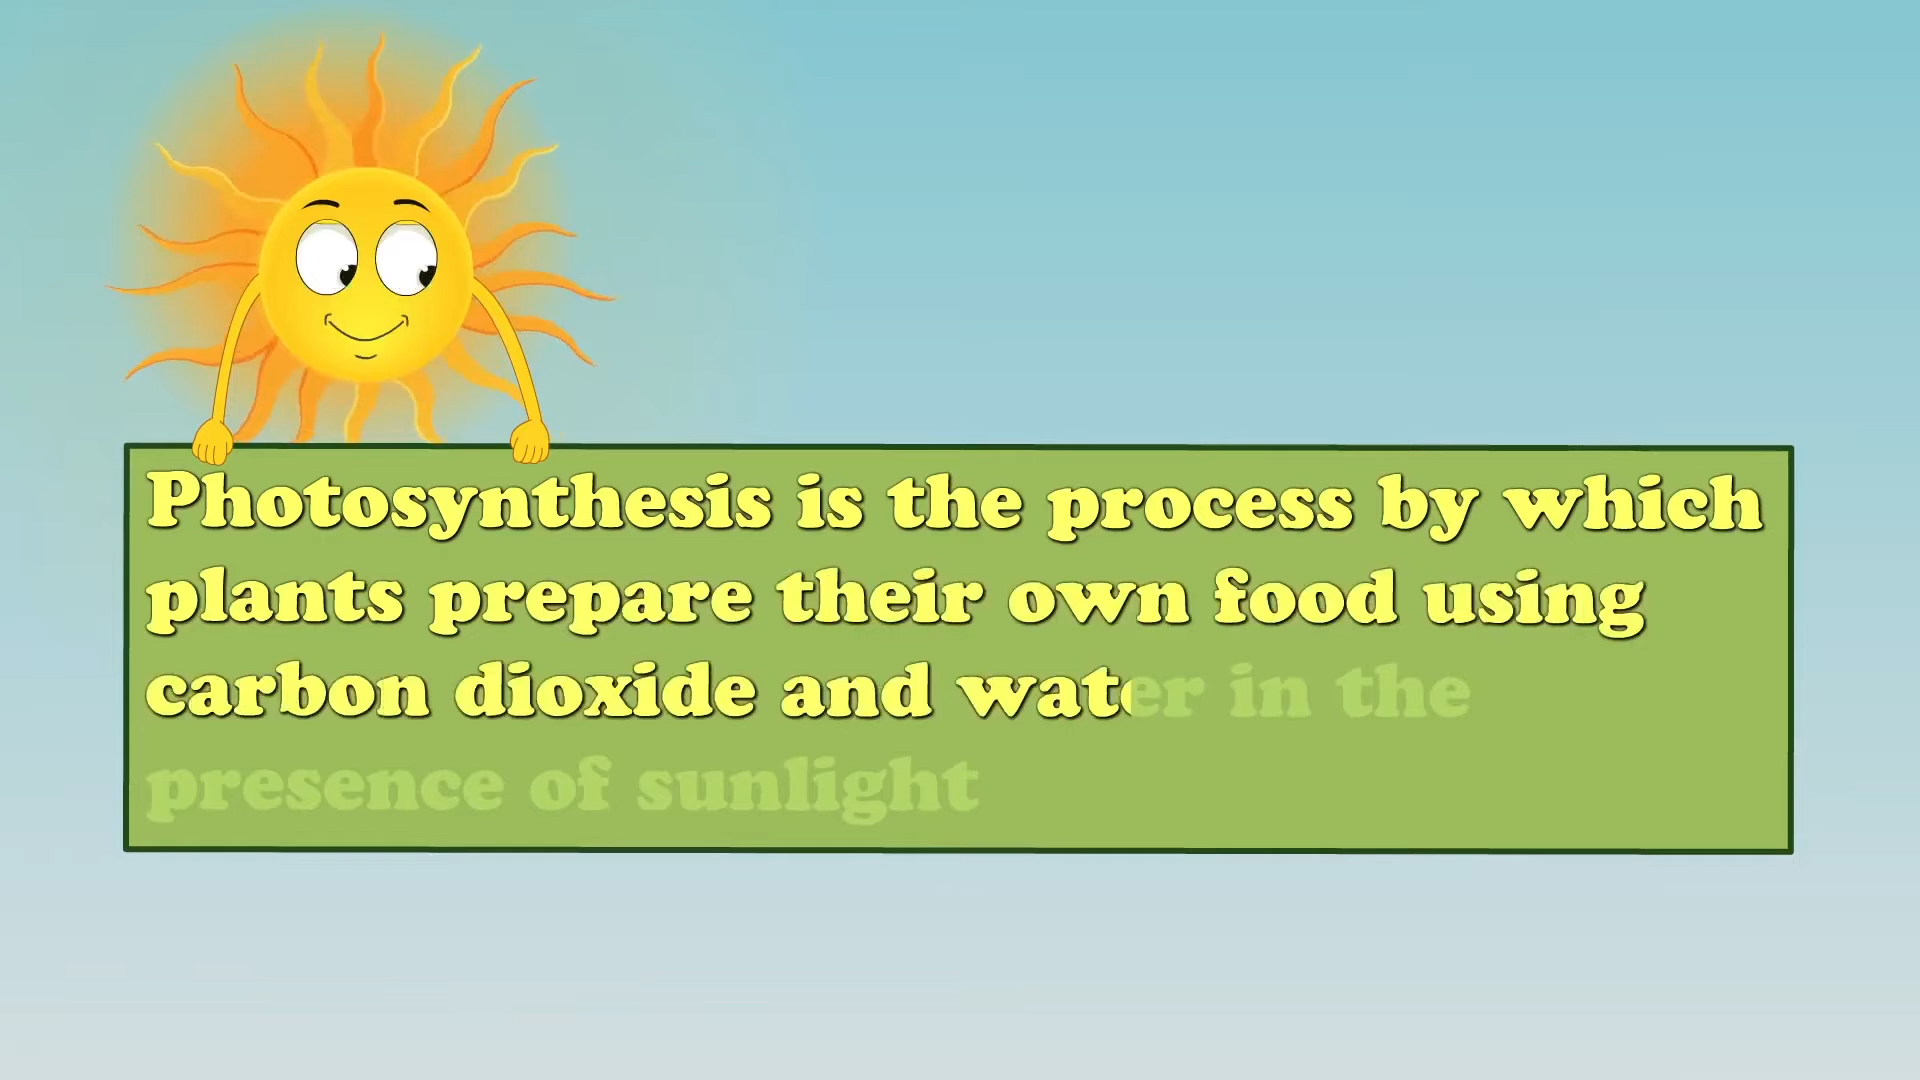 Photosynthesis is the process by which
plants prepare their own food using
carbon dioxide and water in the
presence of sunlight